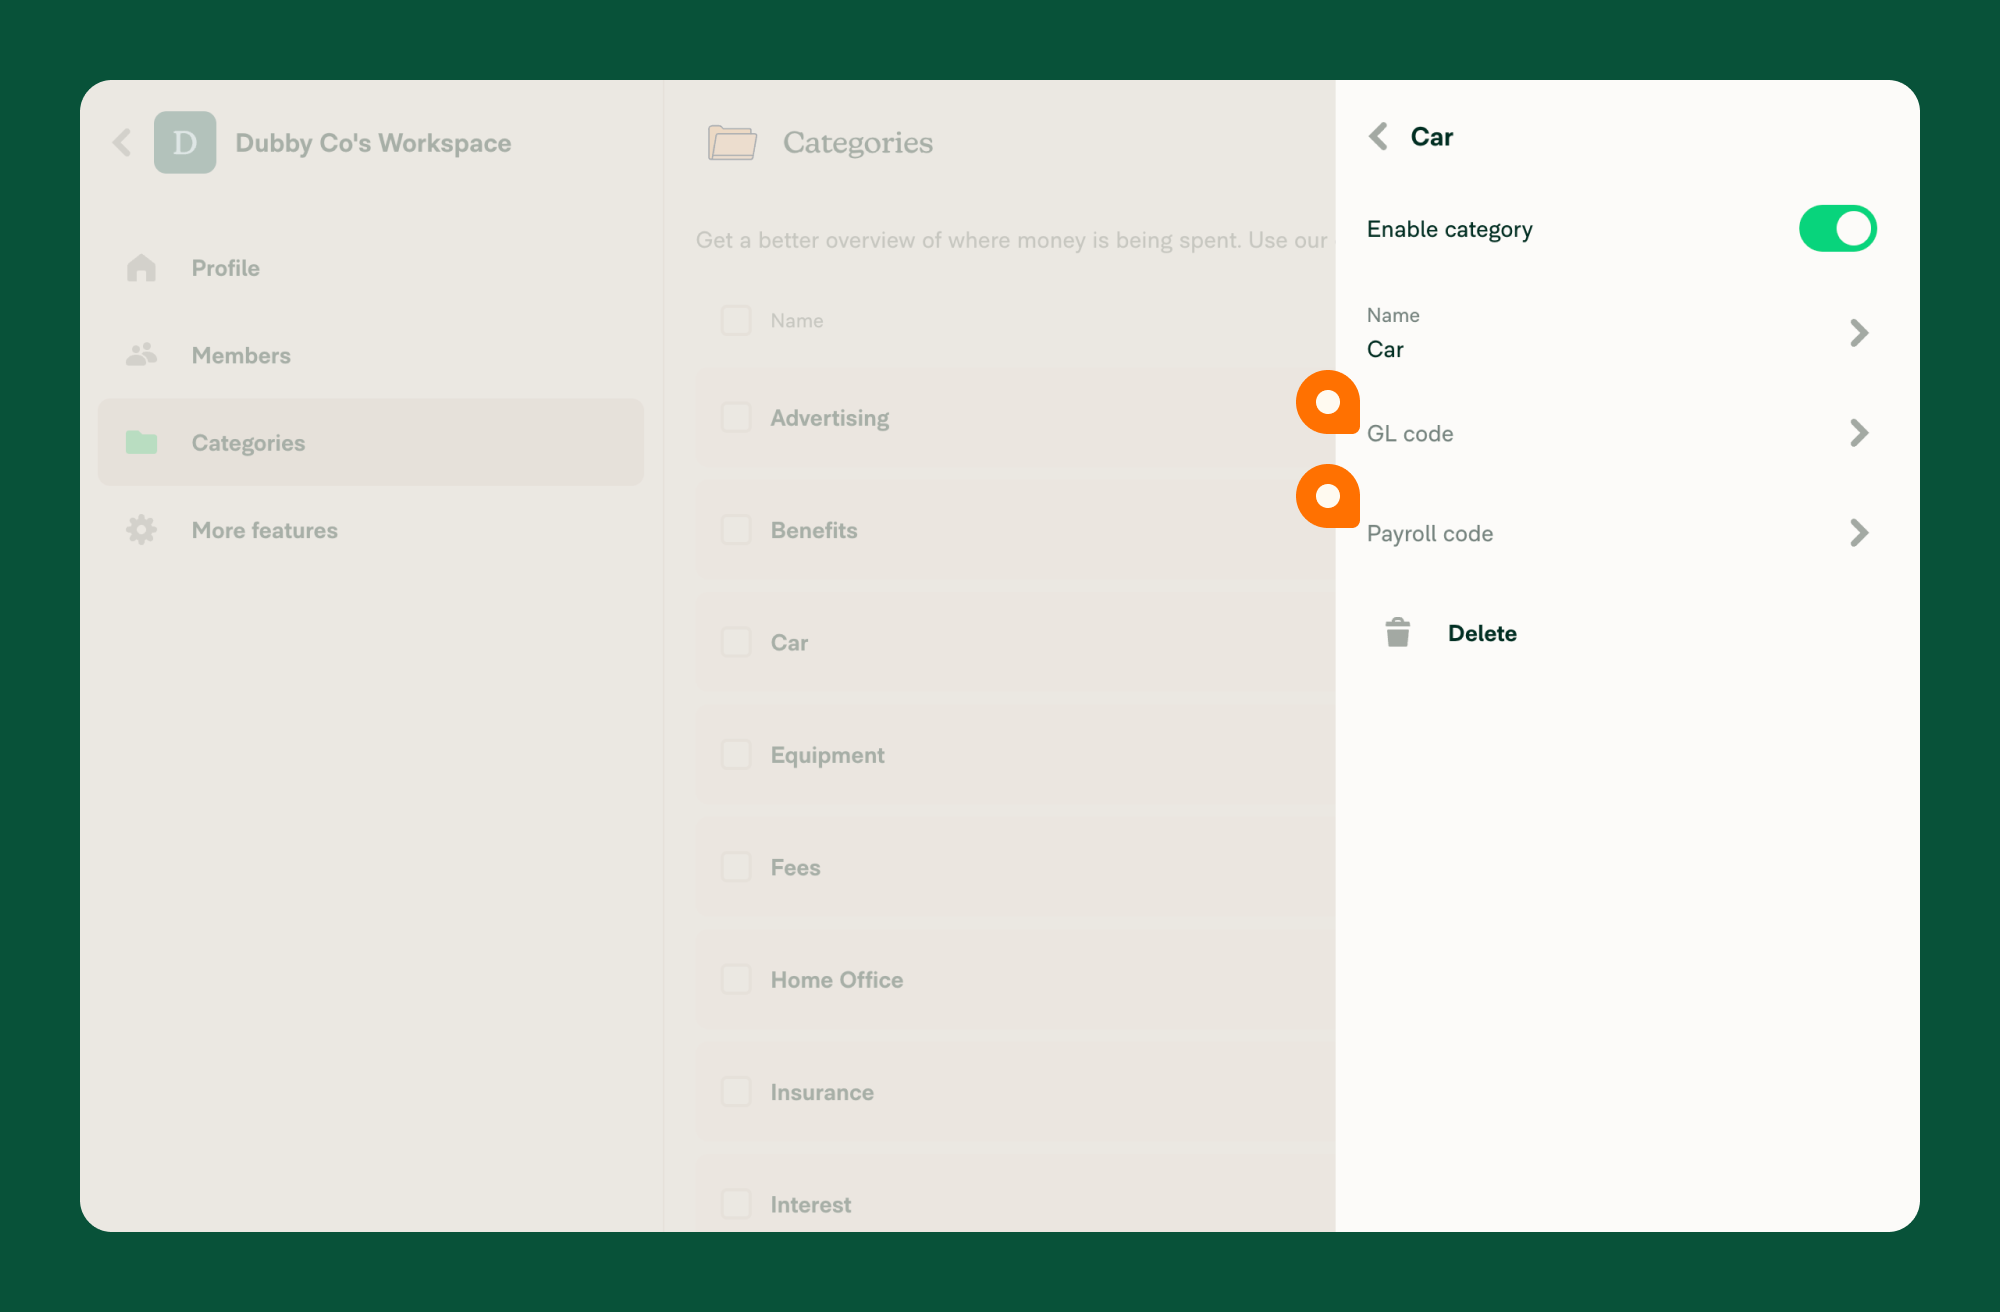 D
Dubby Co's Workspace
Profile
Members
Categories
More features
Categories
Get a better overview of where money is being spent. Use our
Name
Advertising
Benefits
Car
Equipment
Fees
Home Office
Insurance
Interest
Car
Enable category
Name
Car
GL code
Payroll code
Delete